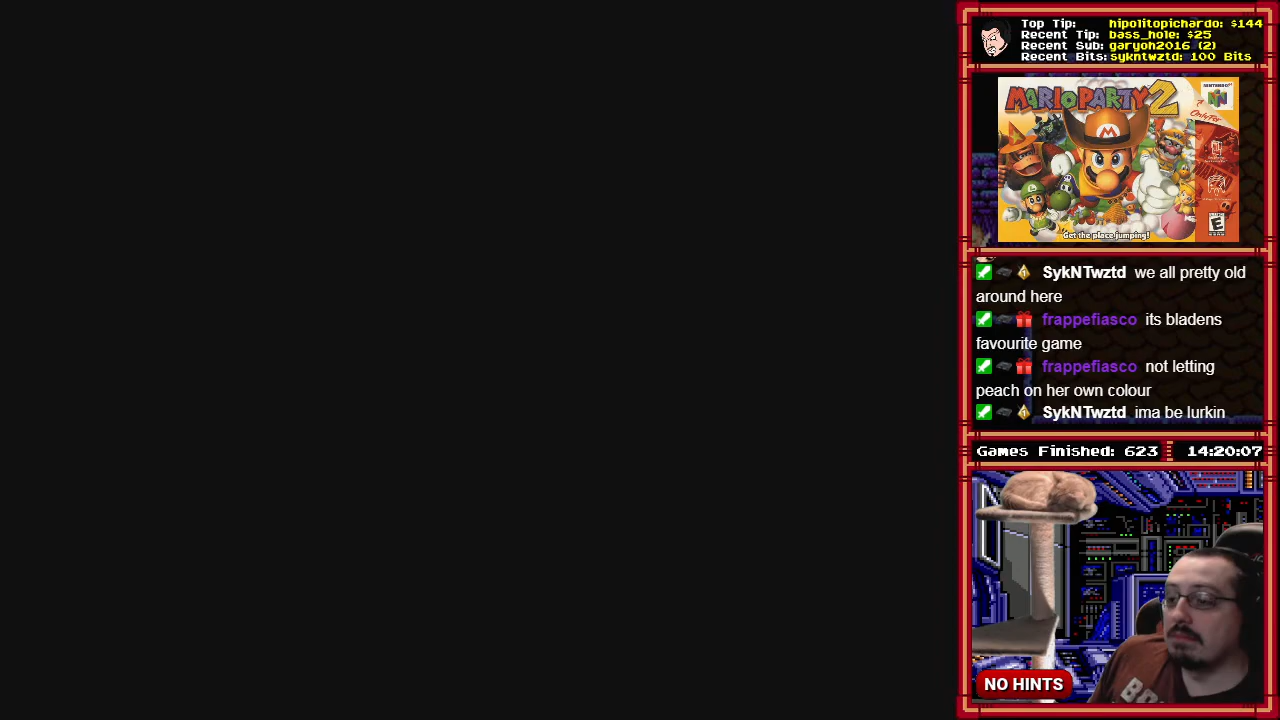 Top Tip: hipolitopichardo: $144
Recent Tip: bass_hole: $25
Recent Sub: garyoh2016 (2)
Recent Bits: sykntwztd: 100 Bits
MARIO PARTY 2
NINTENDO 64
Only For
Get the place jumping!
E
SykNTwztd we all pretty old
around here
frappefiasco its bladens
favourite game
frappefiasco not letting
peach on her own colour
SykNTwztd ima be lurkin
Games Finished: 623 14:20:07
NO HINTS